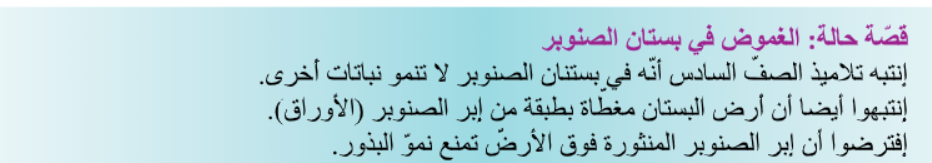 قصّة حالة: الغموض في بستان الصنوبر
إنتبه تلاميذ الصفّ السادس أنّه في بستنان الصنوبر لا تنمو نباتات أخرى.
إنتبهوا أيضا أن أرض البستان مغطّاة بطبقة من إبر الصنوبر (الأوراق).
إفترضوا أن إبر الصنوبر المنثورة فوق الأرضّ تمنع نموّ البذور.